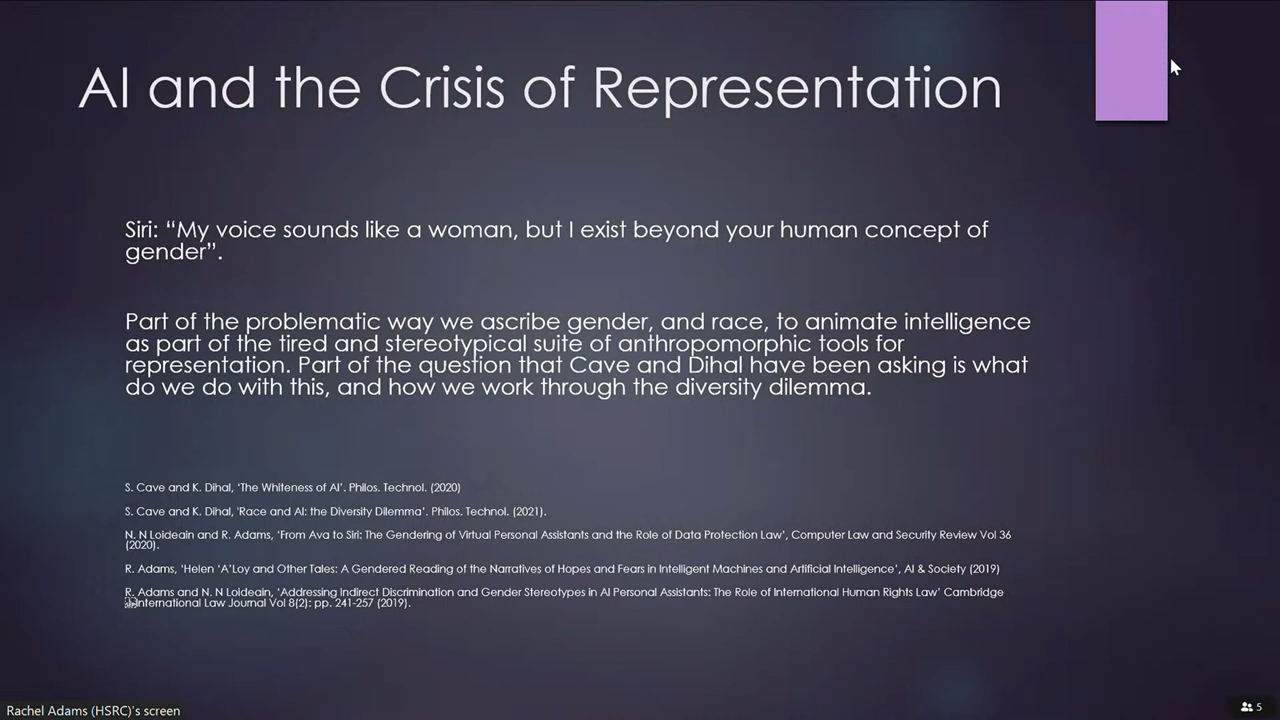 AI and the Crisis of Representation
Siri: “My voice sounds like a woman, but I exist beyond your human concept of
gender”.
Part of the problematic way we ascribe gender, and race, to animate intelligence
as part of the tired and stereotypical suite of anthropomorphic tools for
representation. Part of the question that Cave and Dihal have been asking is what
do we do with this, and how we work through the diversity dilemma.
S. Cave and K. Dihal, ‘The Whiteness of AI’. Philos. Technol. (2020)
S. Cave and K. Dihal, ‘Race and AI: the Diversity Dilemma’. Philos. Technol. (2021).
N. N Loideain and R. Adams, ‘From Ava to Siri: The Gendering of Virtual Personal Assistants and the Role of Data Protection Law’, Computer Law and Security Review Vol 36
(2020).
R. Adams, ‘Helen ‘A’Loy and Other Tales: A Gendered Reading of the Narratives of Hopes and Fears in Intelligent Machines and Artificial Intelligence’, AI & Society (2019)
R. Adams and N. N Loideain, ‘Addressing Indirect Discrimination and Gender Stereotypes in AI Personal Assistants: The Role of International Human Rights Law’ Cambridge
International Law Journal Vol 8(2): pp. 241-257 (2019).
Rachel Adams (HSRC)'s screen
5